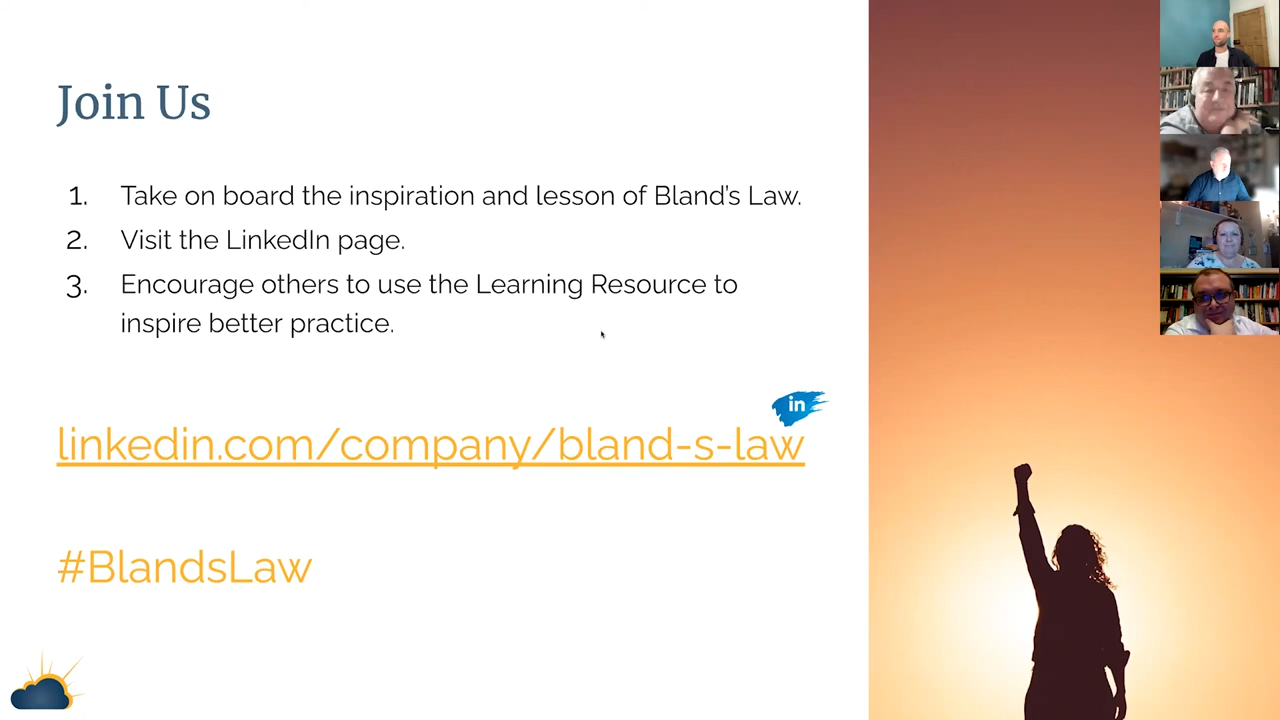 Join Us
1. Take on board the inspiration and lesson of Bland's Law.
2. Visit the LinkedIn page.
3. Encourage others to use the Learning Resource to
inspire better practice.
in
linkedin.com/company/bland-s-law
#BlandsLaw